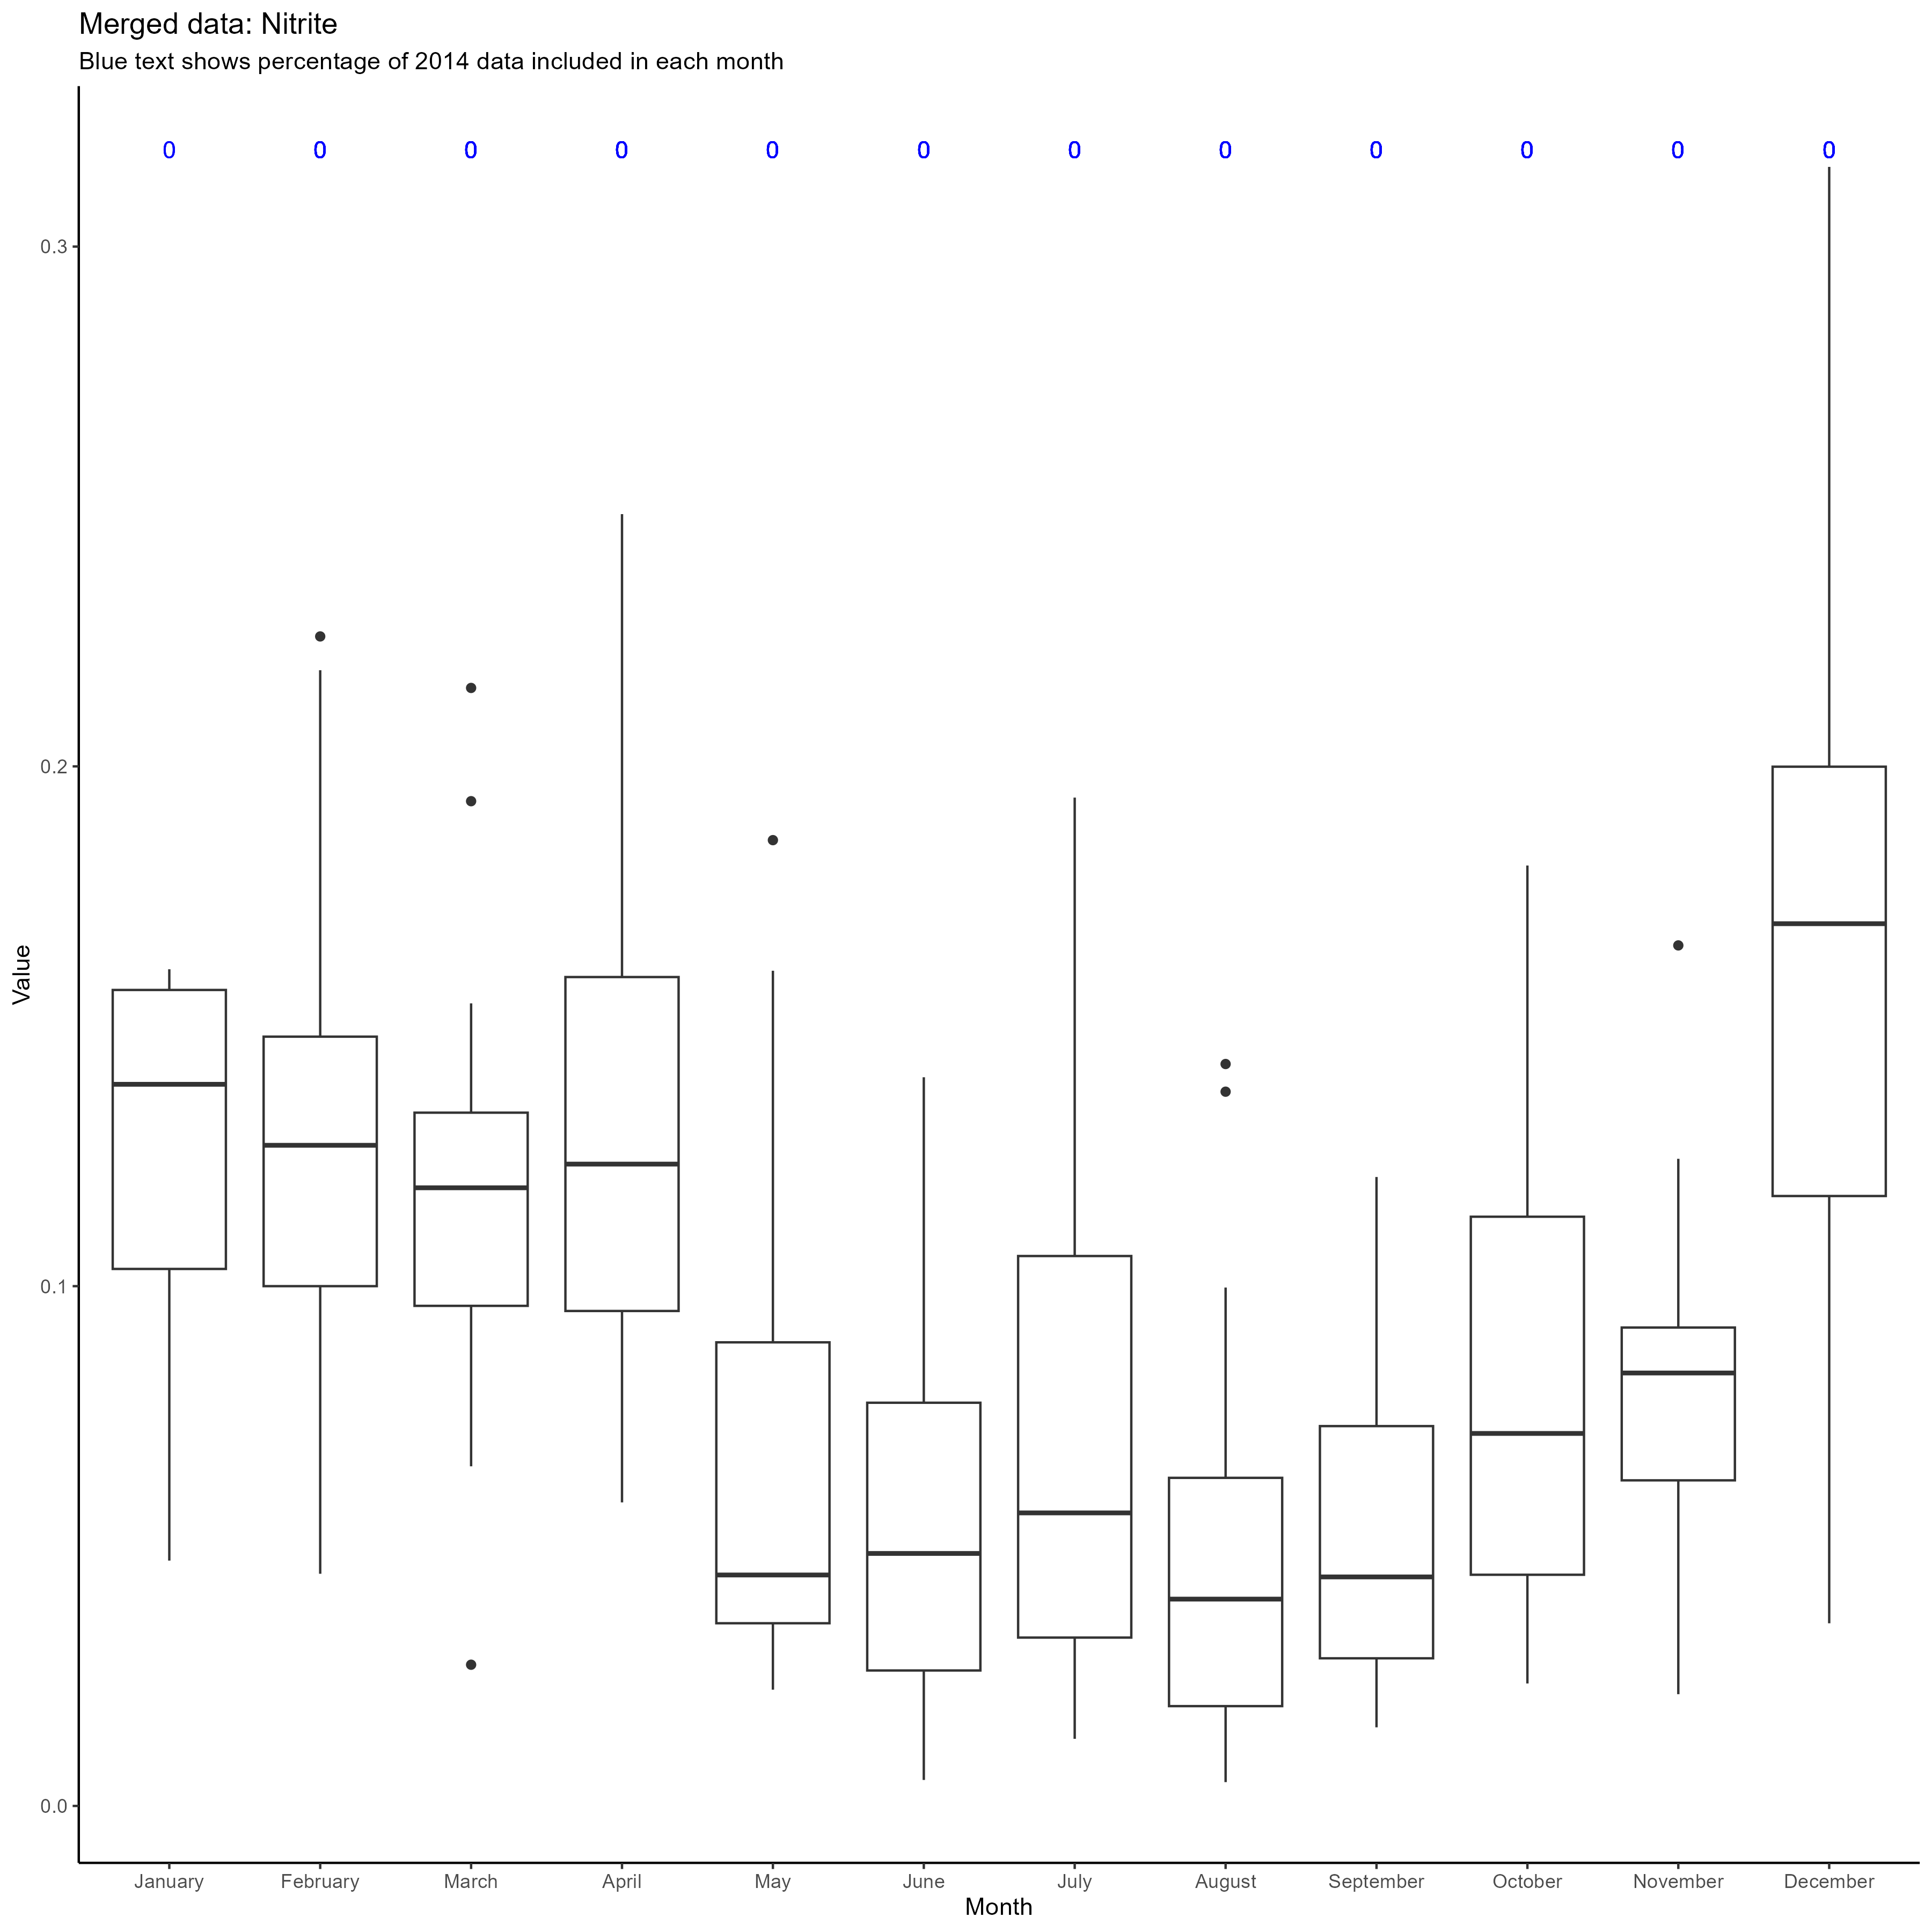 Merged data: Nitrite
Blue text shows percentage of 2014 data included in each month
0 0 0 0 0 0 0 0 0 0 0 0
0.3
0.2
Value
0.1
0.0
January February March April May June July August September October November December
Month